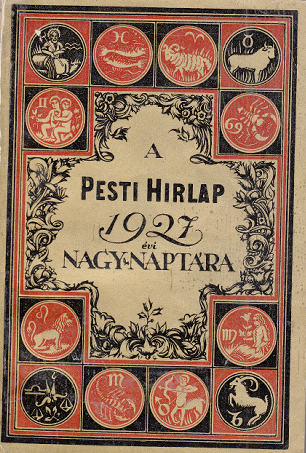 A
PESTI HIRLAP
1927
évi
NAGY·NAPTÁRA